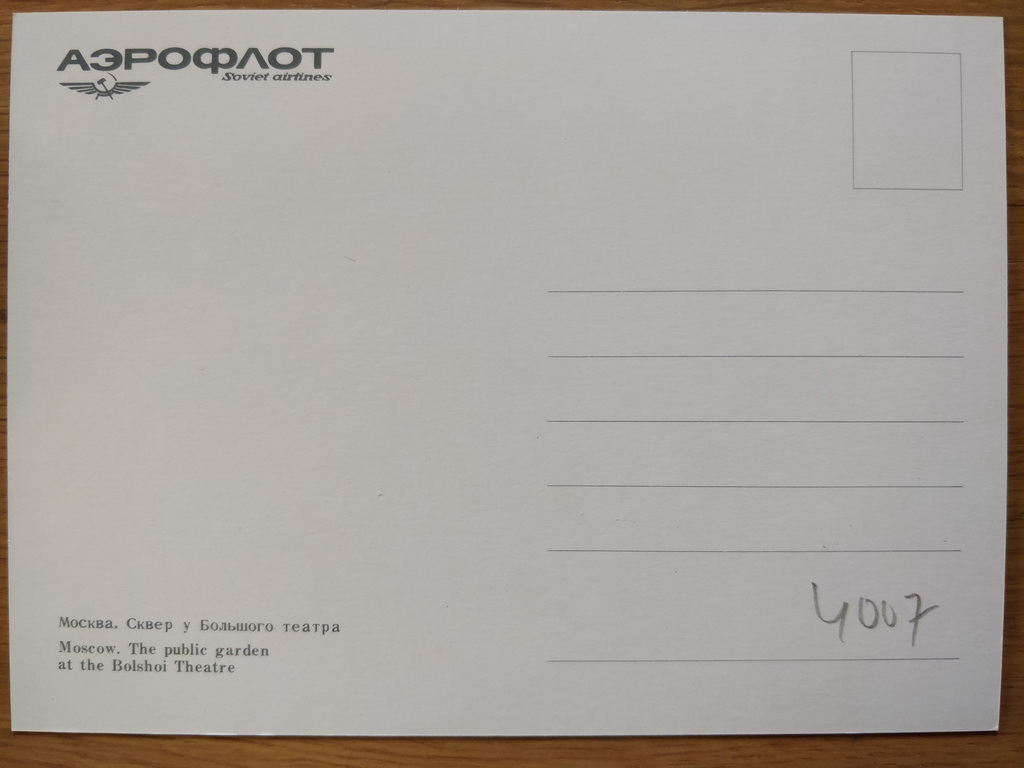 АЭРОФЛОТ
Soviet airlines
Москва. Сквер у Большого театра
Moscow. The public garden
at the Bolshoi Theatre
4007